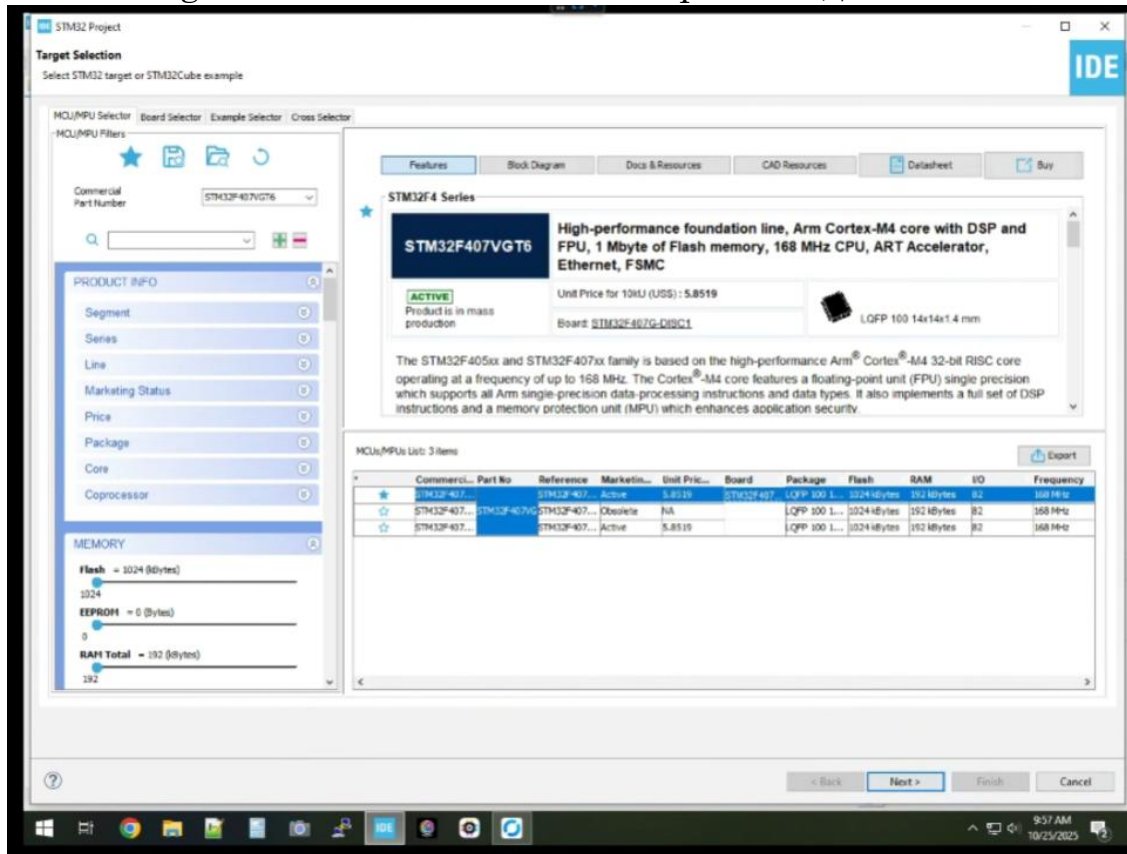 STM32 Project
Target Selection
Select STM32 target or STM32Cube example
IDE
MCU/MPU Selector Board Selector Example Selector Cross Selector
MCU/MPU Filters
Commercial
Part Number
STM32F407VGT6
PRODUCT INFO
Segment
Series
Line
Marketing Status
Price
Package
Core
Coprocessor
MEMORY
Flash = 1024 (kBytes)
1024
EEPROM = 0 (Bytes)
0
RAM Total = 192 (kBytes)
192
Features Block Diagram Docs & Resources CAD Resources Datasheet Buy
STM32F4 Series
STM32F407VGT6
High-performance foundation line, Arm Cortex-M4 core with DSP and
FPU, 1 Mbyte of Flash memory, 168 MHz CPU, ART Accelerator,
Ethernet, FSMC
ACTIVE
Product is in mass
production
Unit Price for 10kU (US$) : 5.8519
Board: STM32F407G-DISC1
LQFP 100 14x14x1.4 mm
The STM32F405xx and STM32F407xx family is based on the high-performance Arm® Cortex®-M4 32-bit RISC core
operating at a frequency of up to 168 MHz. The Cortex®-M4 core features a floating-point unit (FPU) single precision
which supports all Arm single-precision data-processing instructions and data types. It also implements a full set of DSP
instructions and a memory protection unit (MPU) which enhances application security.
MCUs/MPUs List: 3 items
Export
* Commerci... Part No Reference Marketin... Unit Pric... Board Package Flash RAM I/O Frequency
STM32F407... STM32F407... Active 5.8519 STM32F407... LQFP 100 1... 1024 kBytes 192 kBytes 82 168 MHz
STM32F407... STM32F407VG STM32F407... Obsolete NA LQFP 100 1... 1024 kBytes 192 kBytes 82 168 MHz
STM32F407... STM32F407... Active 5.8519 LQFP 100 1... 1024 kBytes 192 kBytes 82 168 MHz
< Back Next > Finish Cancel
IDE
9:57 AM
10/25/2025
2